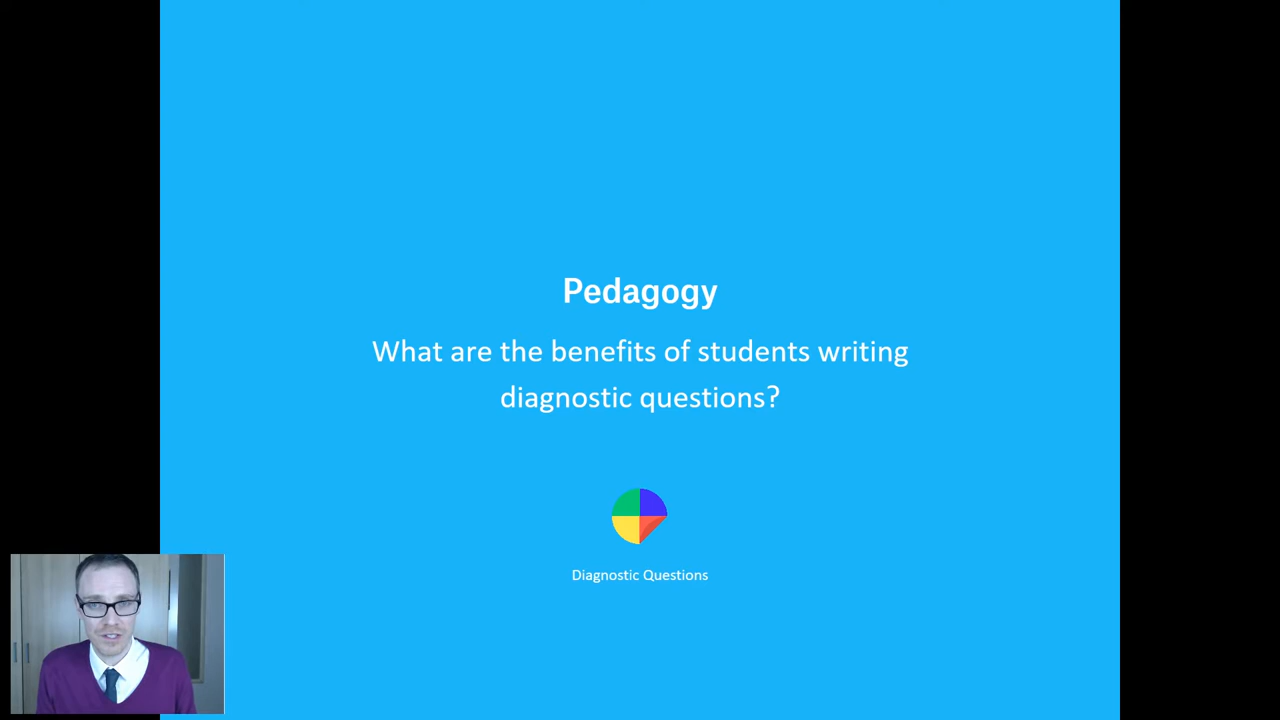 Pedagogy
What are the benefits of students writing
diagnostic questions?
Diagnostic Questions